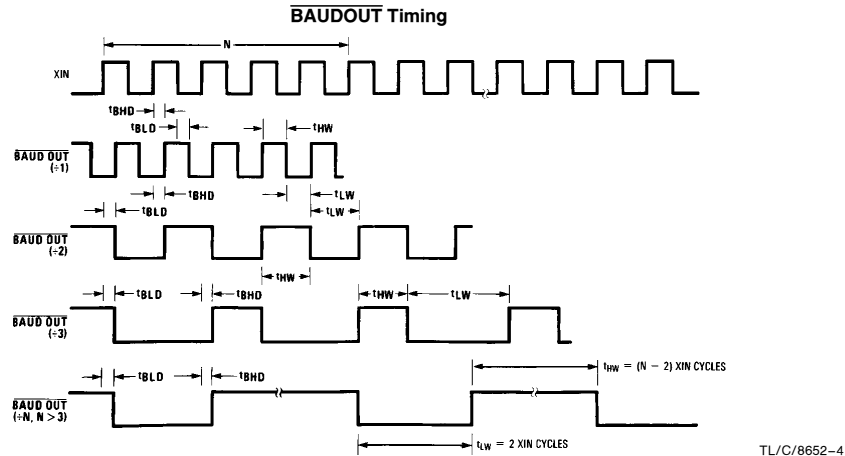 BAUDOUT Timing
N
XIN
tBHD
tBLD
tHW
BAUD OUT
(÷1)
tBHD
tLW
tBLD
tLW
BAUD OUT
(÷2)
tHW
tBLD
tBHD
tHW
tLW
BAUD OUT
(÷3)
tHW = (N − 2) XIN CYCLES
tBLD
tBHD
BAUD OUT
(÷N, N > 3)
tLW = 2 XIN CYCLES
TL/C/8652–4